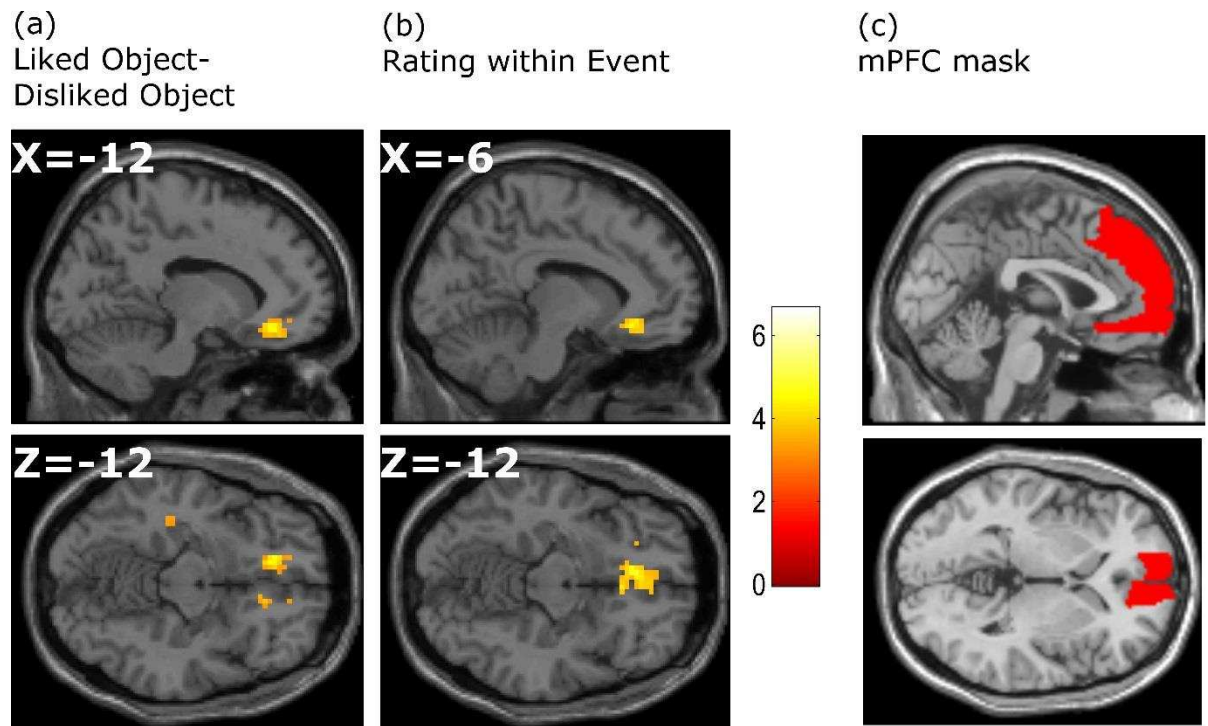 (a)
Liked Object-
Disliked Object
(b)
Rating within Event
(c)
mPFC mask
X=-12
X=-6
Z=-12
Z=-12
6
4
2
0